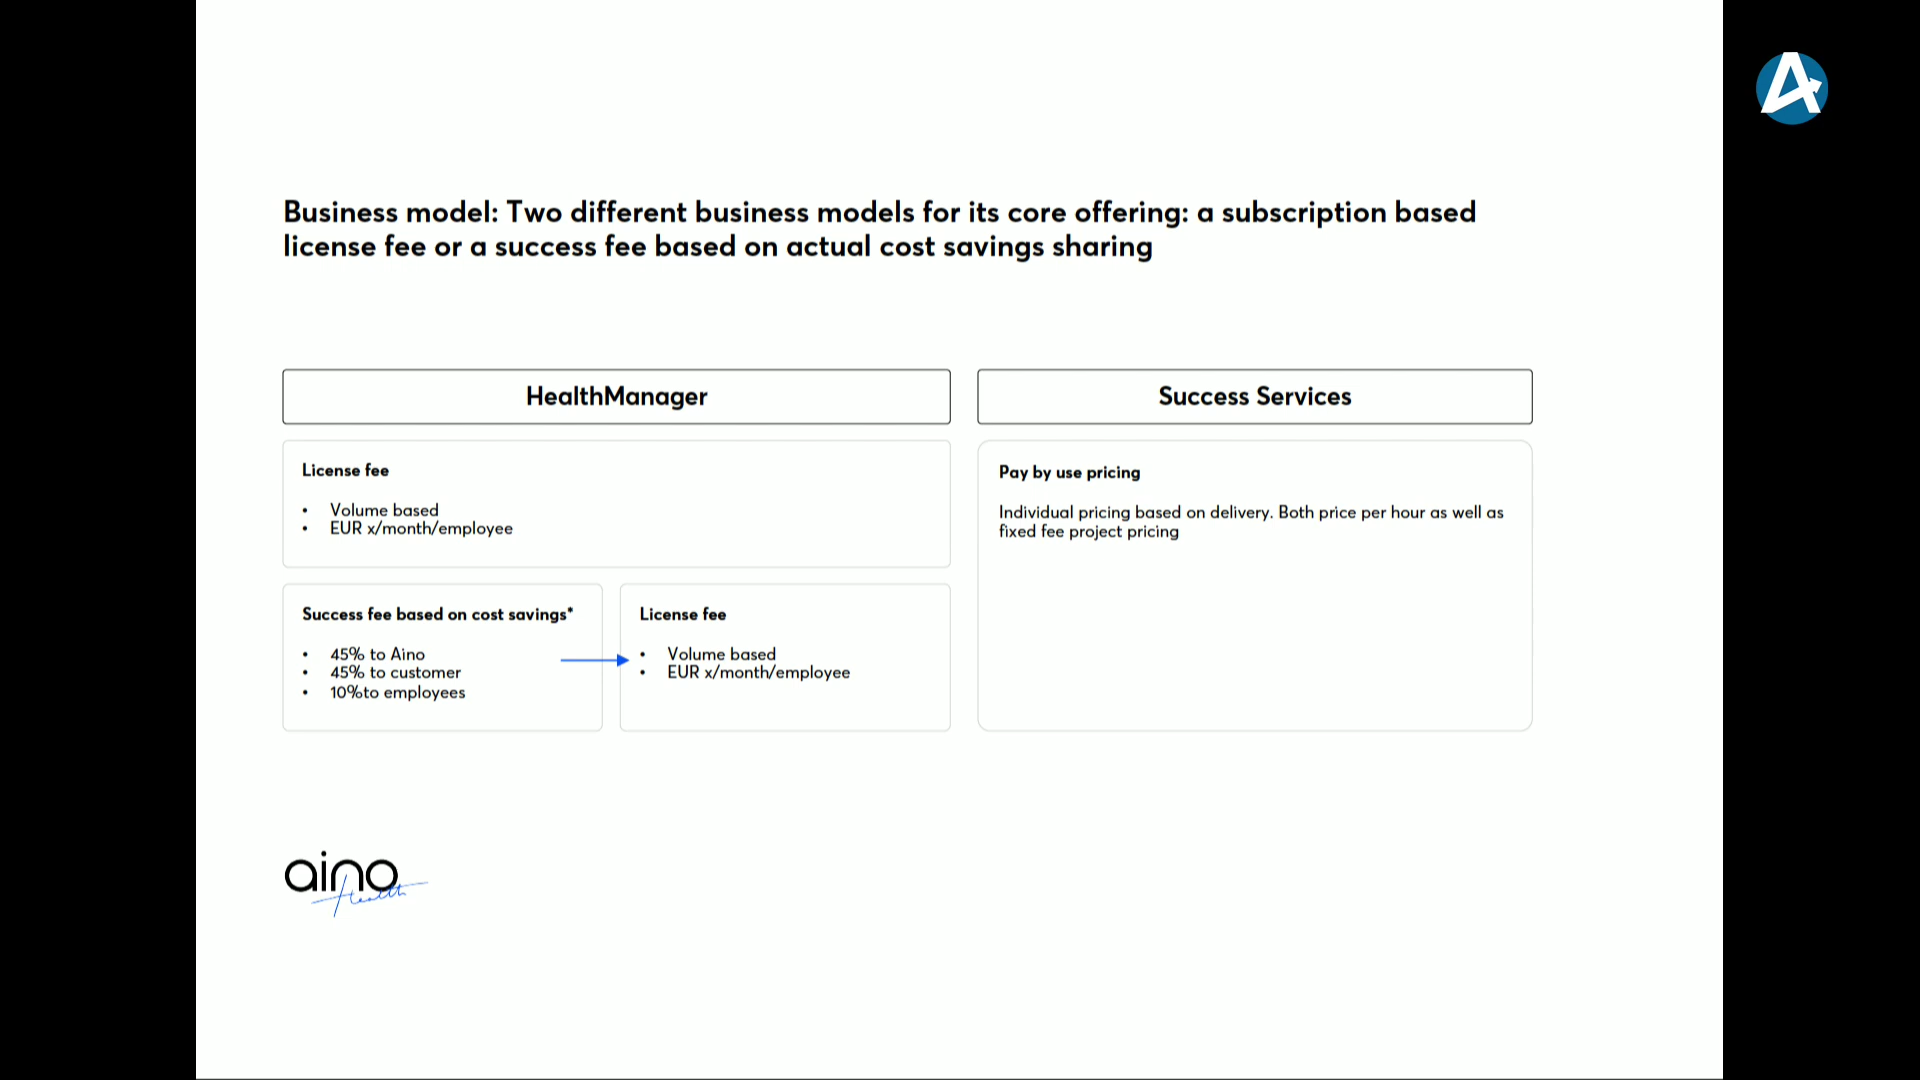 Business model: Two different business models for its core offering: a subscription based
license fee or a success fee based on actual cost savings sharing
HealthManager
License fee
• Volume based
• EUR x/month/employee
Success fee based on cost savings*
• 45% to Aino
• 45% to customer
• 10%to employees
License fee
• Volume based
• EUR x/month/employee
Success Services
Pay by use pricing
Individual pricing based on delivery. Both price per hour as well as
fixed fee project pricing
aino
Health